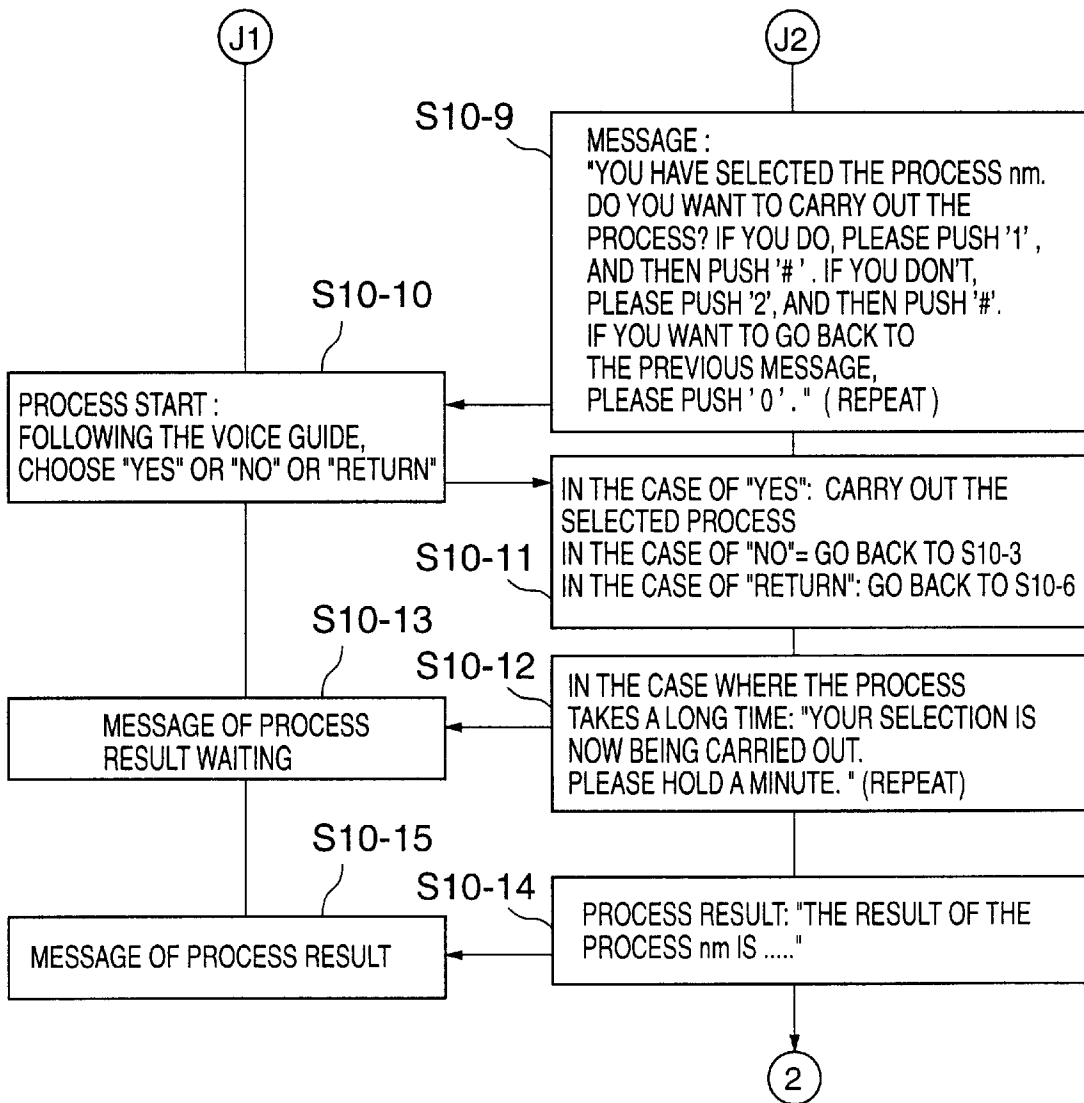 J1
J2
S10-9
MESSAGE :
"YOU HAVE SELECTED THE PROCESS nm.
DO YOU WANT TO CARRY OUT THE
PROCESS? IF YOU DO, PLEASE PUSH '1' ,
AND THEN PUSH '# ' . IF YOU DON'T,
PLEASE PUSH '2', AND THEN PUSH '#'.
IF YOU WANT TO GO BACK TO
THE PREVIOUS MESSAGE,
PLEASE PUSH ' 0 ' . " ( REPEAT )
S10-10
PROCESS START :
FOLLOWING THE VOICE GUIDE,
CHOOSE "YES" OR "NO" OR "RETURN"
S10-11
IN THE CASE OF "YES": CARRY OUT THE
SELECTED PROCESS
IN THE CASE OF "NO"= GO BACK TO S10-3
IN THE CASE OF "RETURN": GO BACK TO S10-6
S10-12
IN THE CASE WHERE THE PROCESS
TAKES A LONG TIME: "YOUR SELECTION IS
NOW BEING CARRIED OUT.
PLEASE HOLD A MINUTE. " (REPEAT)
S10-13
MESSAGE OF PROCESS
RESULT WAITING
S10-14
PROCESS RESULT: "THE RESULT OF THE
PROCESS nm IS ....."
S10-15
MESSAGE OF PROCESS RESULT
2